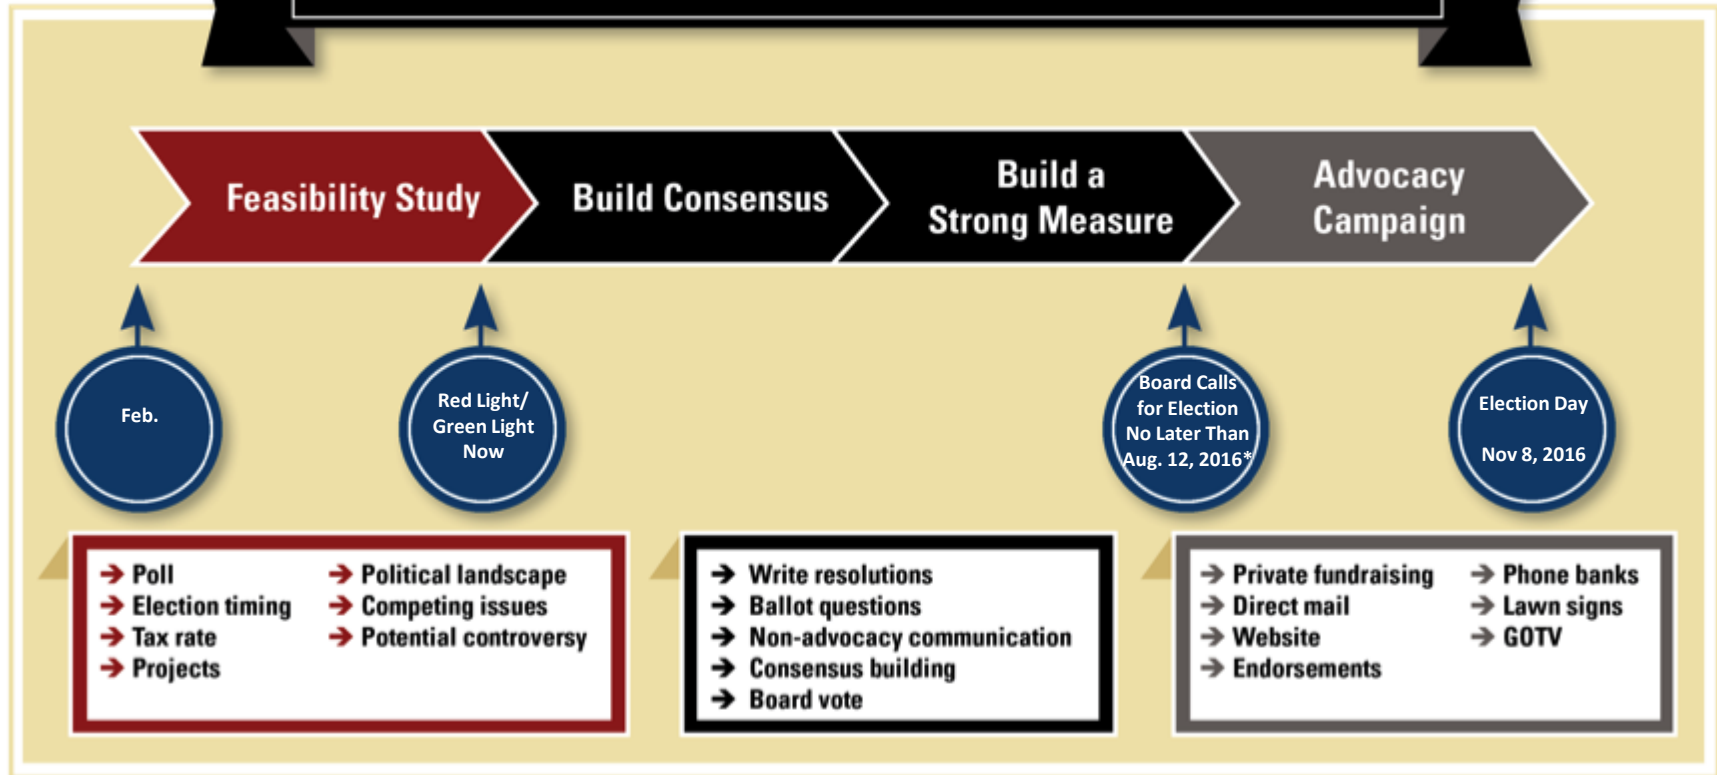 Feasibility Study
Build Consensus
Build a
Strong Measure
Advocacy
Campaign
Feb.
Red Light/
Green Light
Now
Board Calls
for Election
No Later Than
Aug. 12, 2016*
Election Day
Nov 8, 2016
→ Poll
→ Election timing
→ Tax rate
→ Projects
→ Political landscape
→ Competing issues
→ Potential controversy
→ Write resolutions
→ Ballot questions
→ Non-advocacy communication
→ Consensus building
→ Board vote
→ Private fundraising
→ Direct mail
→ Website
→ Endorsements
→ Phone banks
→ Lawn signs
→ GOTV